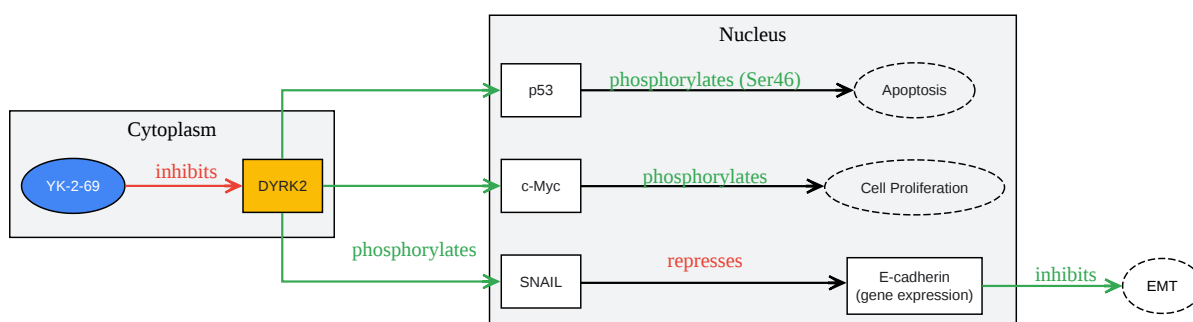 Nucleus
p53
phosphorylates (Ser46)
Apoptosis
Cytoplasm
YK-2-69
inhibits
DYRK2
c-Myc
phosphorylates
Cell Proliferation
phosphorylates
SNAIL
represses
E-cadherin
(gene expression)
inhibits
EMT